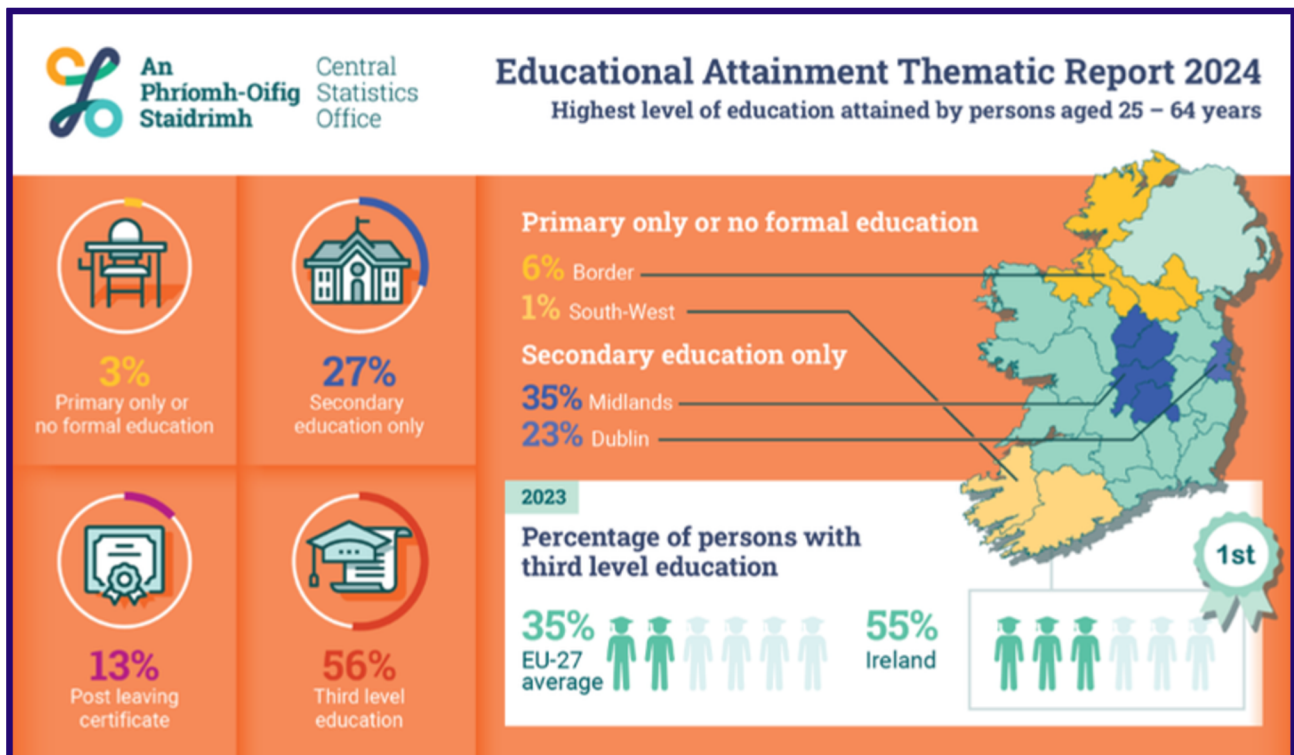 An
Phríomh-Oifig
Staidrimh
Central
Statistics
Office
Educational Attainment Thematic Report 2024
Highest level of education attained by persons aged 25 – 64 years
3%
Primary only or
no formal education
27%
Secondary
education only
13%
Post leaving
certificate
56%
Third level
education
Primary only or no formal education
6% Border
1% South-West
Secondary education only
35% Midlands
23% Dublin
2023
Percentage of persons with
third level education
35%
EU-27
average
55%
Ireland
1st